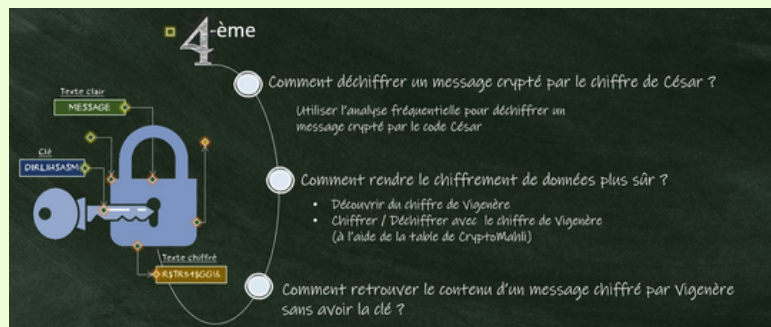 4-ème
Comment déchiffrer un message crypté par le chiffre de César ?
Utiliser l'analyse fréquentielle pour déchiffrer un
message crypté par le code César
Texte clair
MESSAGE
Clé
Comment rendre le chiffrement de données plus sûr ?
▪ Découvrir du chiffre de Vigenère
▪ Chiffrer / Déchiffrer avec le chiffre de Vigenère
(à l'aide de la table de CryptoMahli)
Texte chiffré
Comment retrouver le contenu d'un message chiffré par Vigenère
sans avoir la clé ?